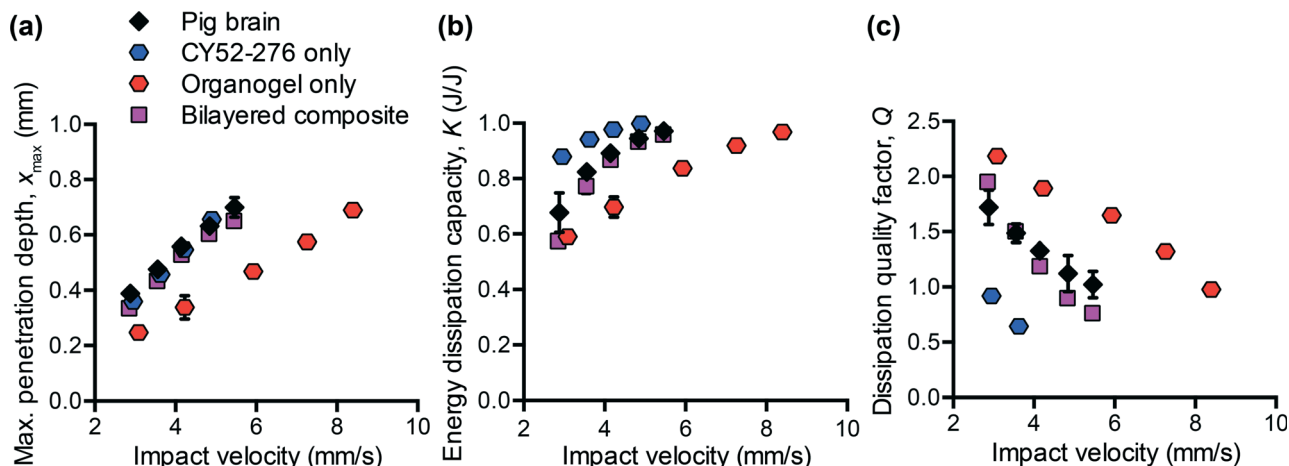 (a)
Pig brain
CY52-276 only
Organogel only
Bilayered composite
Max. penetration depth, xmax (mm)
1.0
0.8
0.6
0.4
0.2
0.0
2 4 6 8 10
Impact velocity (mm/s)
(b)
Energy dissipation capacity, K (J/J)
1.0
0.8
0.6
0.4
0.2
0.0
2 4 6 8 10
Impact velocity (mm/s)
(c)
Dissipation quality factor, Q
2.5
2.0
1.5
1.0
0.5
0.0
2 4 6 8 10
Impact velocity (mm/s)